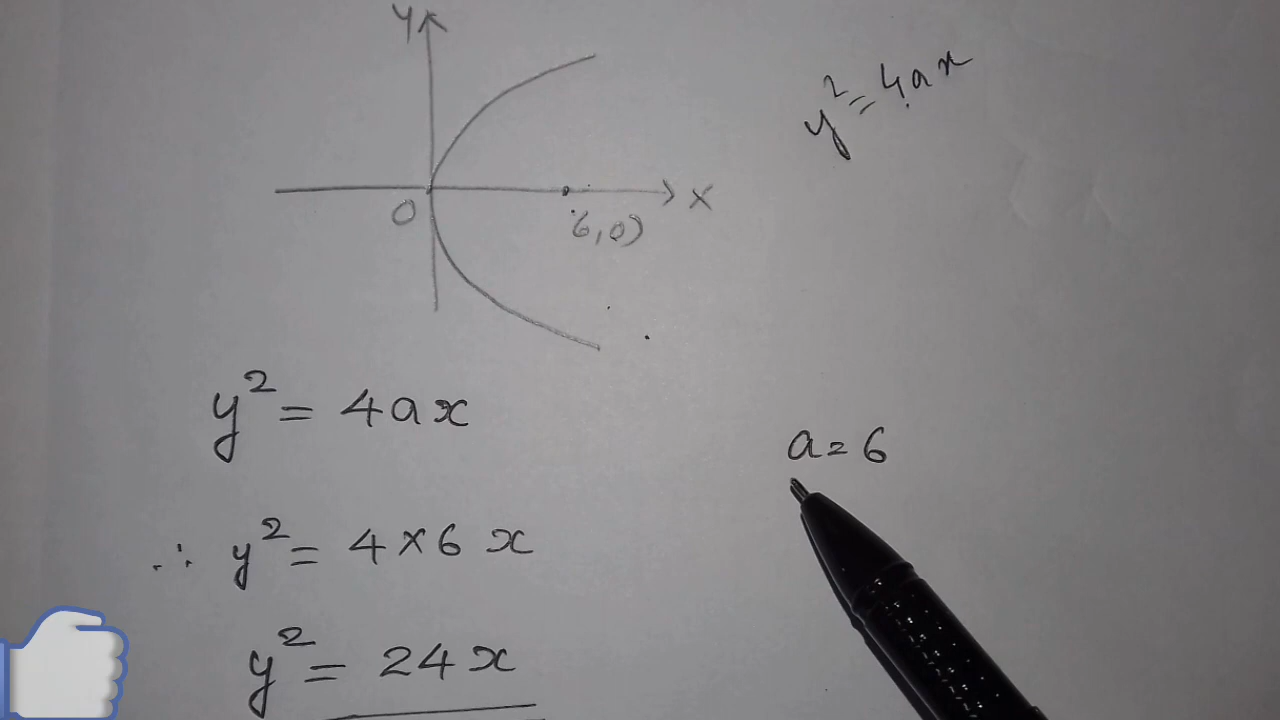 Y
y² = 4ax
X
O
6,0)
y² = 4ax
a = 6
∴ y² = 4 × 6 x
y² = 24x